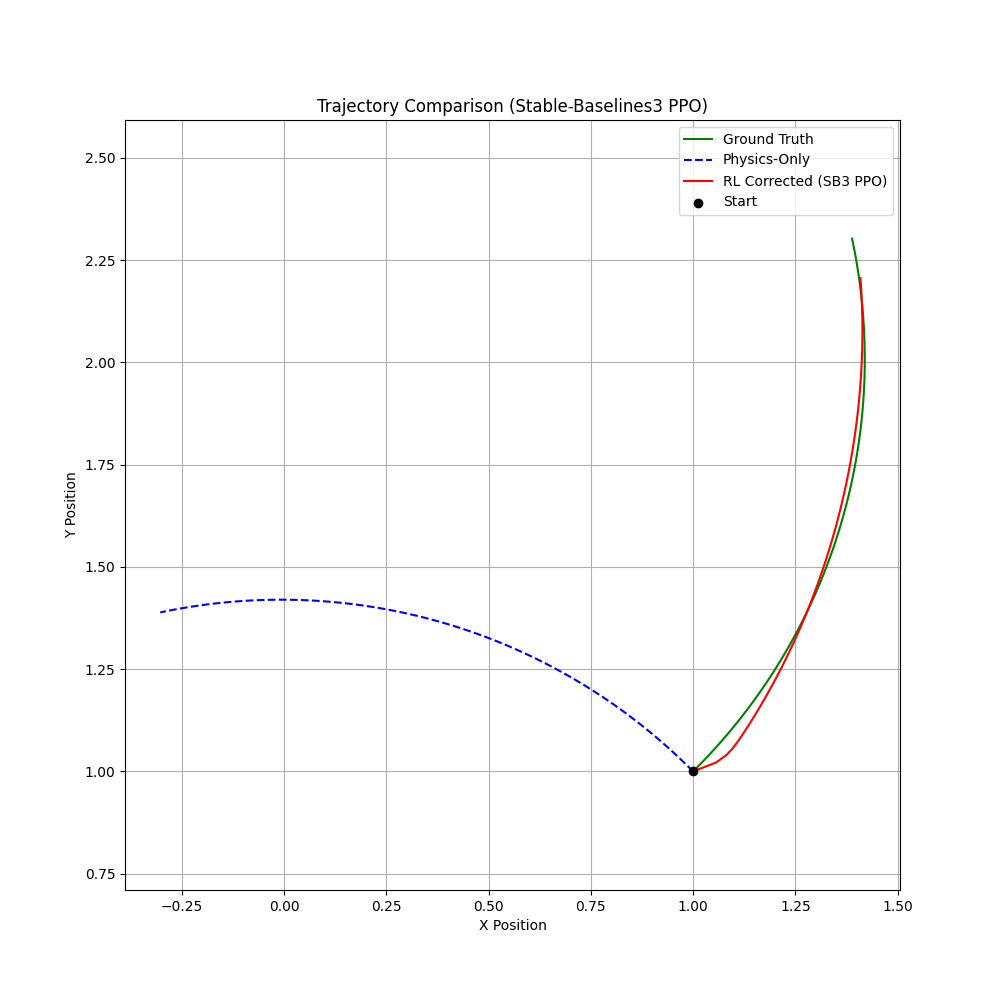 Trajectory Comparison (Stable-Baselines3 PPO)
Ground Truth
Physics-Only
RL Corrected (SB3 PPO)
Start
2.50
2.25
2.00
1.75
1.50
1.25
1.00
0.75
Y Position
−0.25 0.00 0.25 0.50 0.75 1.00 1.25 1.50
X Position